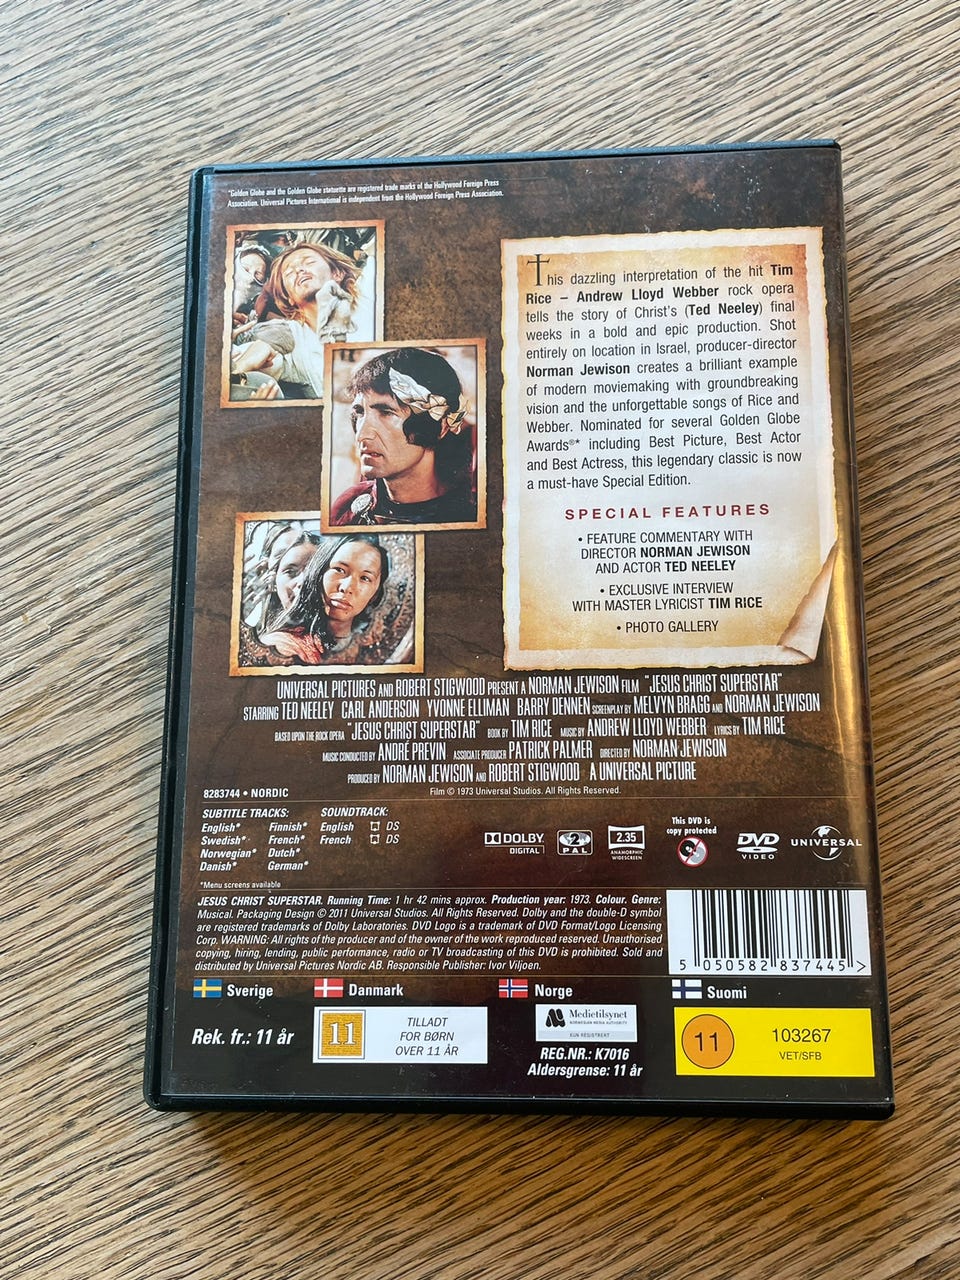 *Golden Globe and the Golden Globe statuette are registered trade marks of the Hollywood Foreign Press
Association. Universal Pictures International is independent from the Hollywood Foreign Press Association.
This dazzling interpretation of the hit Tim
Rice – Andrew Lloyd Webber rock opera
tells the story of Christ's (Ted Neeley) final
weeks in a bold and epic production. Shot
entirely on location in Israel, producer-director
Norman Jewison creates a brilliant example
of modern moviemaking with groundbreaking
vision and the unforgettable songs of Rice and
Webber. Nominated for several Golden Globe
Awards®* including Best Picture, Best Actor
and Best Actress, this legendary classic is now
a must-have Special Edition.
SPECIAL FEATURES
• FEATURE COMMENTARY WITH
DIRECTOR NORMAN JEWISON
AND ACTOR TED NEELEY
• EXCLUSIVE INTERVIEW
WITH MASTER LYRICIST TIM RICE
• PHOTO GALLERY
UNIVERSAL PICTURES AND ROBERT STIGWOOD PRESENT A NORMAN JEWISON FILM "JESUS CHRIST SUPERSTAR"
STARRING TED NEELEY CARL ANDERSON YVONNE ELLIMAN BARRY DENNEN SCREENPLAY BY MELVYN BRAGG AND NORMAN JEWISON
BASED UPON THE ROCK OPERA "JESUS CHRIST SUPERSTAR" BOOK BY TIM RICE MUSIC BY ANDREW LLOYD WEBBER LYRICS BY TIM RICE
MUSIC CONDUCTED BY ANDRÉ PREVIN ASSOCIATE PRODUCER PATRICK PALMER DIRECTED BY NORMAN JEWISON
PRODUCED BY NORMAN JEWISON AND ROBERT STIGWOOD A UNIVERSAL PICTURE
Film © 1973 Universal Studios. All Rights Reserved.
8283744 • NORDIC
SUBTITLE TRACKS: SOUNDTRACK:
English* Finnish* English DS
Swedish* French* French DS
Norwegian* Dutch*
Danish* German*
*Menu screens available
DOLBY
DIGITAL
2
PAL
2.35
ANAMORPHIC
WIDESCREEN
This DVD is
copy protected
DVD
VIDEO
UNIVERSAL
JESUS CHRIST SUPERSTAR. Running Time: 1 hr 42 mins approx. Production year: 1973. Colour. Genre:
Musical. Packaging Design © 2011 Universal Studios. All Rights Reserved. Dolby and the double-D symbol
are registered trademarks of Dolby Laboratories. DVD Logo is a trademark of DVD Format/Logo Licensing
Corp. WARNING: All rights of the producer and of the owner of the work reproduced reserved. Unauthorised
copying, hiring, lending, public performance, radio or TV broadcasting of this DVD is prohibited. Sold and
distributed by Universal Pictures Nordic AB. Responsible Publisher: Ivor Viljoen.
5 050582 837445 >
Sverige Danmark Norge Suomi
Rek. fr.: 11 år
11
TILLADT
FOR BØRN
OVER 11 ÅR
Medietilsynet
NORWEGIAN MEDIA AUTHORITY
KUN REGISTRERT
REG.NR.: K7016
Aldersgrense: 11 år
11
103267
VET/SFB